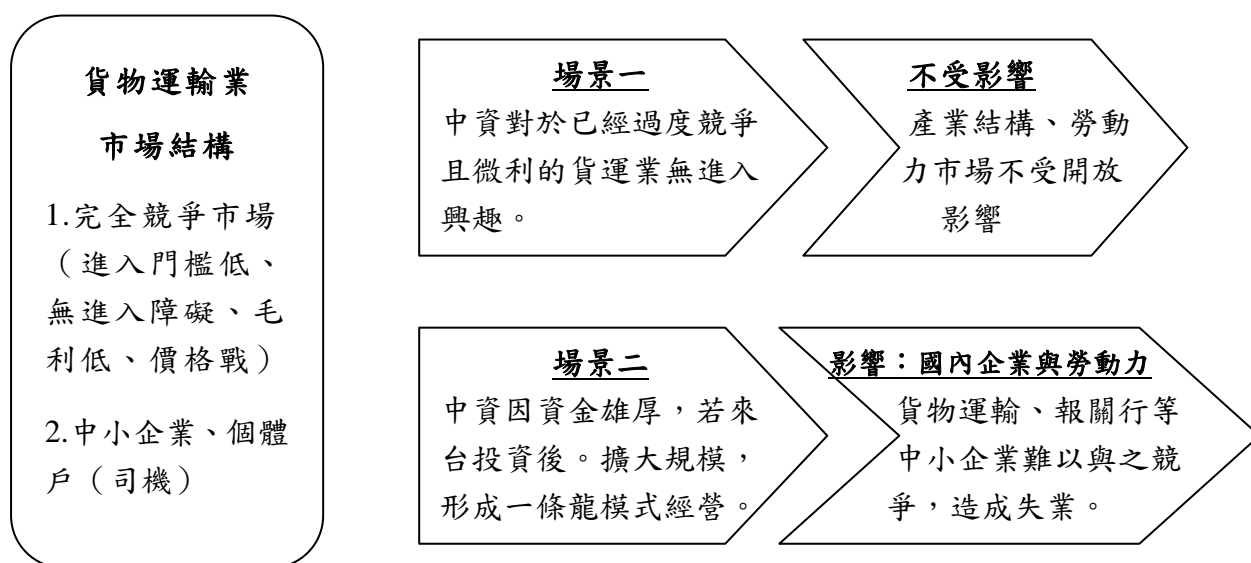 貨物運輸業
市場結構
1.完全競爭市場
（進入門檻低、
無進入障礙、毛
利低、價格戰）
2.中小企業、個體
戶（司機）
場景一
中資對於已經過度競爭
且微利的貨運業無進入
興趣。
不受影響
產業結構、勞動
力市場不受開放
影響
場景二
中資因資金雄厚，若來
台投資後。擴大規模，
形成一條龍模式經營。
影響：國內企業與勞動力
貨物運輸、報關行等
中小企業難以與之競
爭，造成失業。